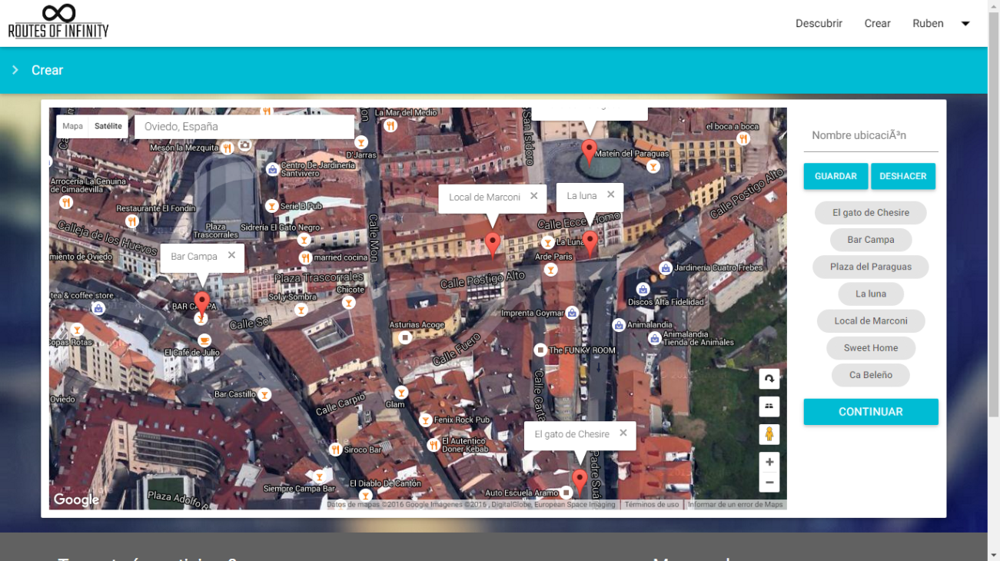 ROUTES OF INFINITY
Descubrir Crear Ruben
Crear
Mapa Satélite Oviedo, España
La Mar del Medio
San Isidoro
el boca a boca
Mesón la Mezquita
D'Jarras
Mateín del Paraguas
Centro De Jardineria
Santvivero
Arrocería La Genuina
de Cimadevilla
Calle Postigo Alto
Local de Marconi
La luna
Serie B Pub
Restaurante El Fondín
Calle Mon
Calle Ecce Homo
Plaza
Trascorrales
Sidrería El Gato Negro
Calleja de los Huevos
La Luna
Bar Campa
miento de Oviedo
married cocina
Arde Paris
Jardinería Cuatro Frebes
Plaza Trascorrales
Calle Postigo Alto
Chicote
tea & coffee store
Sol y Sombra
Discos Alta Fidelidad
BAR CAMPA
Imprenta Goymar
Calle Sol
Asturias Acoge
Animalandia
Animalandia
Tienda de Animales
Copas Rotas
Calle Fuero
El Café de Julio
The FUNKY ROOM
Bar Castillo
Oviedo
Calle Carpio
Glam
Calle Carta
Fenix Rock Pub
El gato de Chesire
Siroco Bar
El Autentico
Doner Kebab
Padre Suá
Siempre Campa Bar
El Diablo De Cantón
Auto Escuela Aramo
Plaza Adolfo
Google
Datos de mapas ©2016 Google Imágenes ©2016 , DigitalGlobe, European Space Imaging Términos de uso Informar de un error de Maps
Nombre ubicaciÃ³n
GUARDAR DESHACER
El gato de Chesire
Bar Campa
Plaza del Paraguas
La luna
Local de Marconi
Sweet Home
Ca Beleño
CONTINUAR